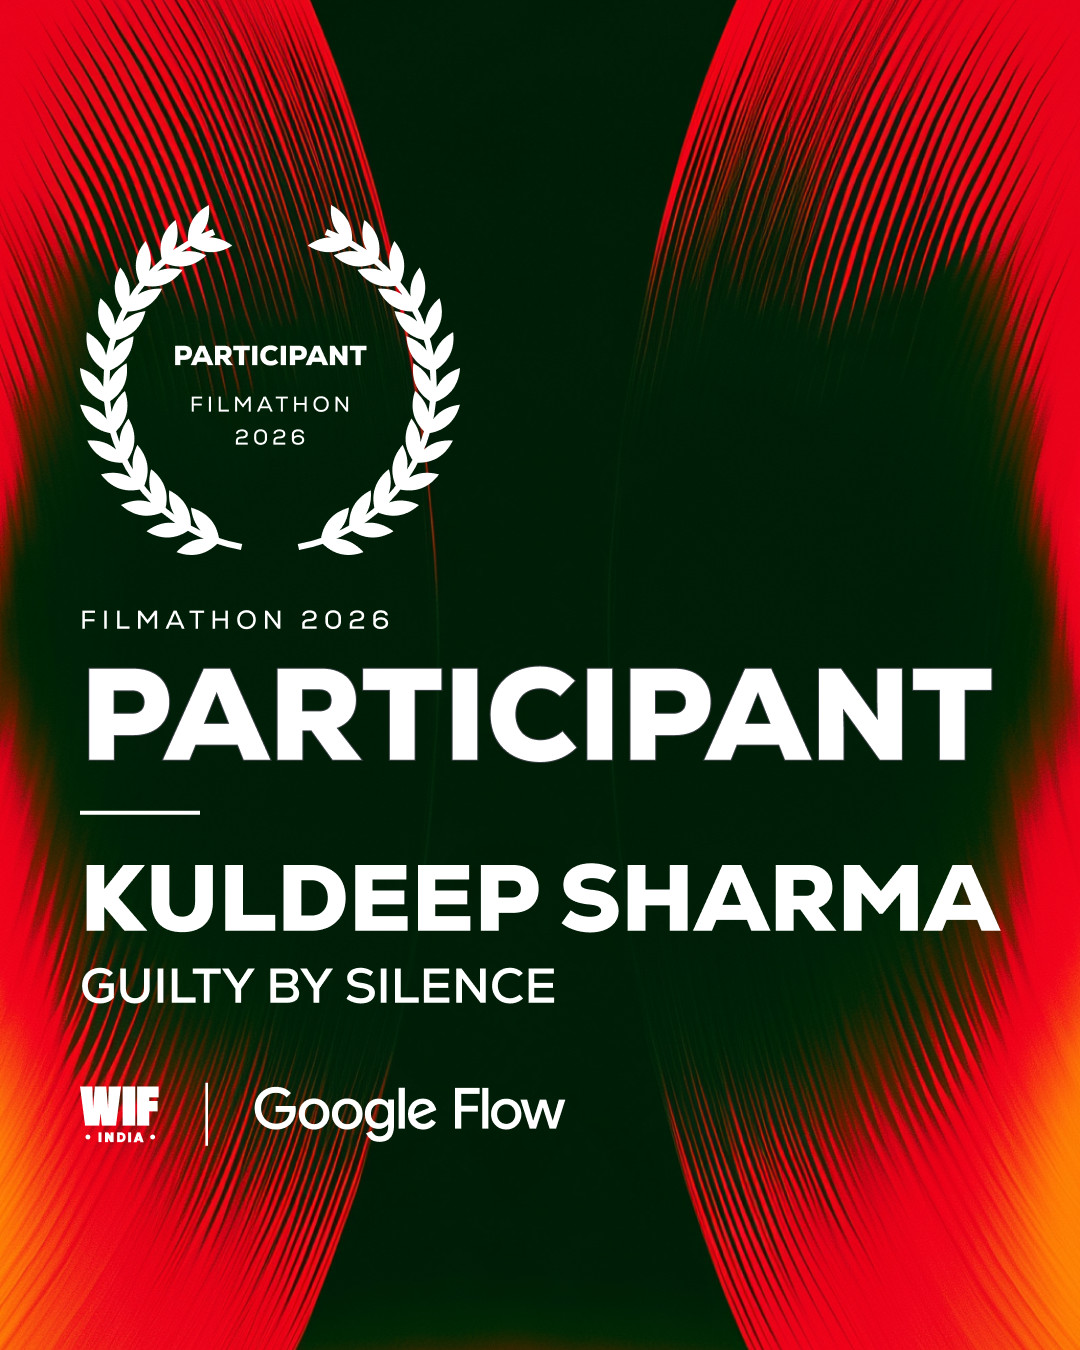 PARTICIPANT
FILMATHON
2026
FILMATHON 2026
PARTICIPANT
KULDEEP SHARMA
GUILTY BY SILENCE
WIF
• INDIA •
Google Flow